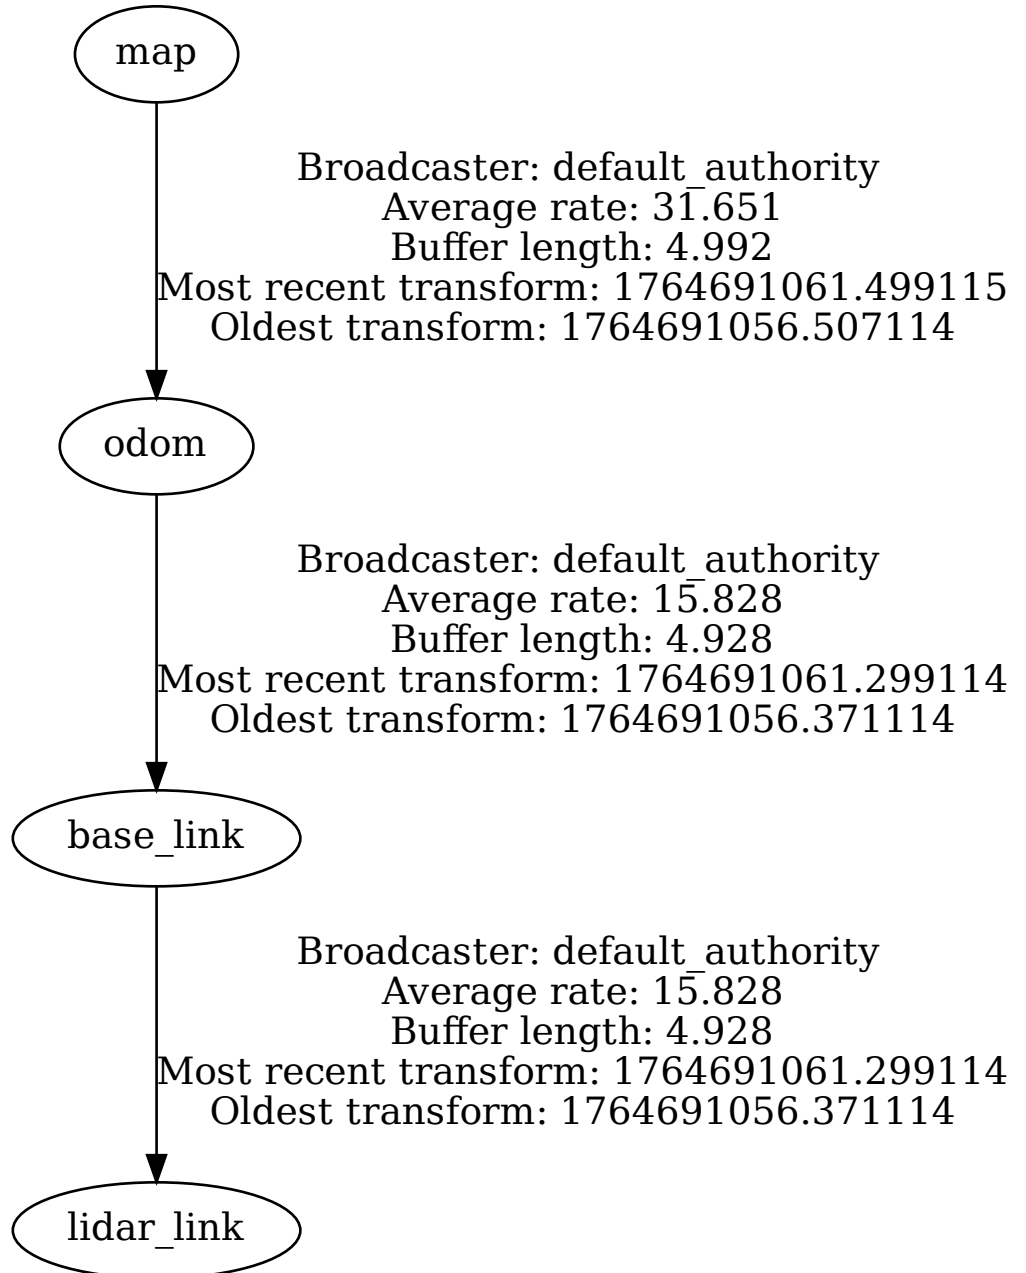 map
Broadcaster: default_authority
Average rate: 31.651
Buffer length: 4.992
Most recent transform: 1764691061.499115
Oldest transform: 1764691056.507114
odom
Broadcaster: default_authority
Average rate: 15.828
Buffer length: 4.928
Most recent transform: 1764691061.299114
Oldest transform: 1764691056.371114
base_link
Broadcaster: default_authority
Average rate: 15.828
Buffer length: 4.928
Most recent transform: 1764691061.299114
Oldest transform: 1764691056.371114
lidar_link